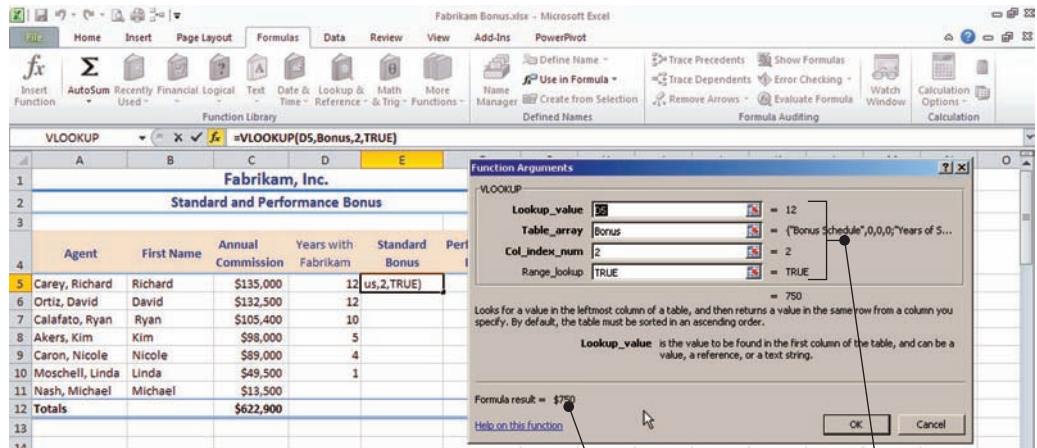 Fabrikam Bonus.xlsx - Microsoft Excel
File Home Insert Page Layout Formulas Data Review View Add-Ins PowerPivot
Insert Function
AutoSum
Recently Used
Financial
Logical
Text
Date & Time
Lookup & Reference
Math & Trig
More Functions
Function Library
Name Manager
Define Name
Use in Formula
Create from Selection
Defined Names
Trace Precedents
Trace Dependents
Remove Arrows
Show Formulas
Error Checking
Evaluate Formula
Watch Window
Formula Auditing
Calculation Options
Calculation
VLOOKUP fx =VLOOKUP(D5,Bonus,2,TRUE)
A B C D E O
1 Fabrikam, Inc.
2 Standard and Performance Bonus
3
4 Agent First Name Annual Commission Years with Fabrikam Standard Bonus
5 Carey, Richard Richard $135,000 12 us,2,TRUE)
6 Ortiz, David David $132,500 12
7 Calafato, Ryan Ryan $105,400 10
8 Akers, Kim Kim $98,000 5
9 Caron, Nicole Nicole $89,000 4
10 Moschell, Linda Linda $49,500 1
11 Nash, Michael Michael $13,500
12 Totals $622,900
13
14
Function Arguments
VLOOKUP
Lookup_value D5 = 12
Table_array Bonus = {"Bonus Schedule",0,0,0;"Years of S...
Col_index_num 2 = 2
Range_lookup TRUE = TRUE
= 750
Looks for a value in the leftmost column of a table, and then returns a value in the same row from a column you
specify. By default, the table must be sorted in an ascending order.
Lookup_value is the value to be found in the first column of the table, and can be a
value, a reference, or a text string.
Formula result = $750
Help on this function
OK Cancel